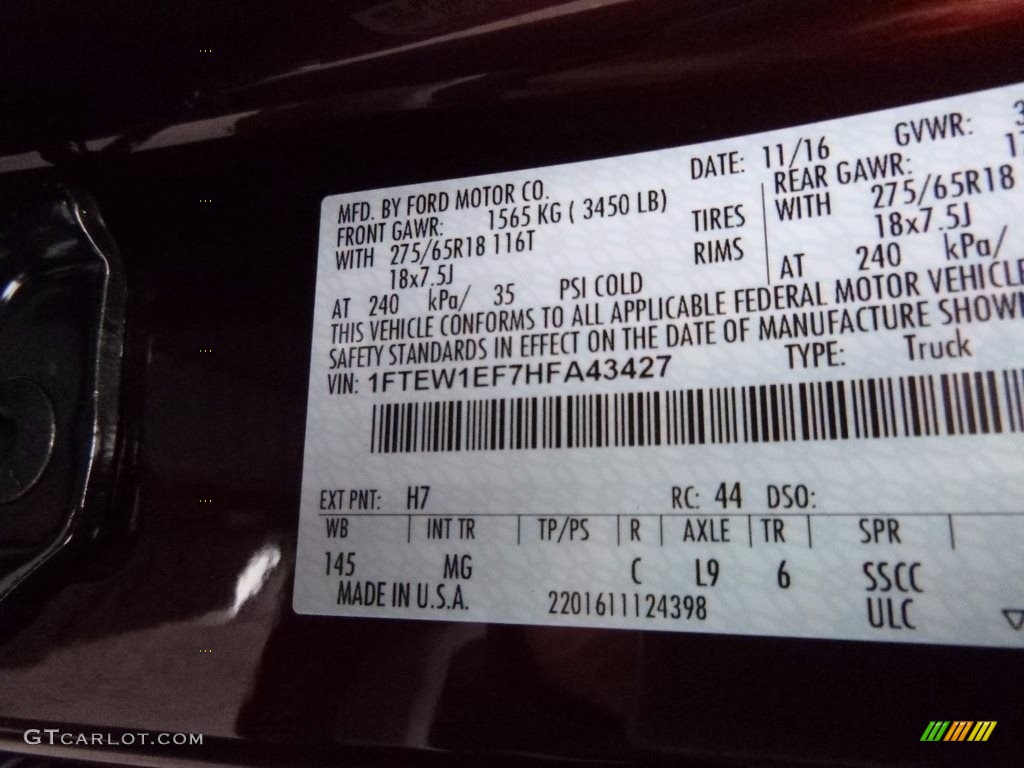 MFD. BY FORD MOTOR CO.
DATE: 11/16
GVWR:
FRONT GAWR: 1565 KG ( 3450 LB)
REAR GAWR:
WITH 275/65R18 116T
TIRES
WITH 275/65R18
18x7.5J
RIMS
18x7.5J
AT 240 kPa/ 35 PSI COLD
AT 240 kPa/
THIS VEHICLE CONFORMS TO ALL APPLICABLE FEDERAL MOTOR VEHICLE
SAFETY STANDARDS IN EFFECT ON THE DATE OF MANUFACTURE SHOWN
VIN: 1FTEW1EF7HFA43427
TYPE: Truck
EXT PNT: H7 RC: 44 DSO:
WB INT TR TP/PS R AXLE TR SPR
145 MG C L9 6 SSCC
MADE IN U.S.A. 2201611124398 ULC
GTCARLOT.COM